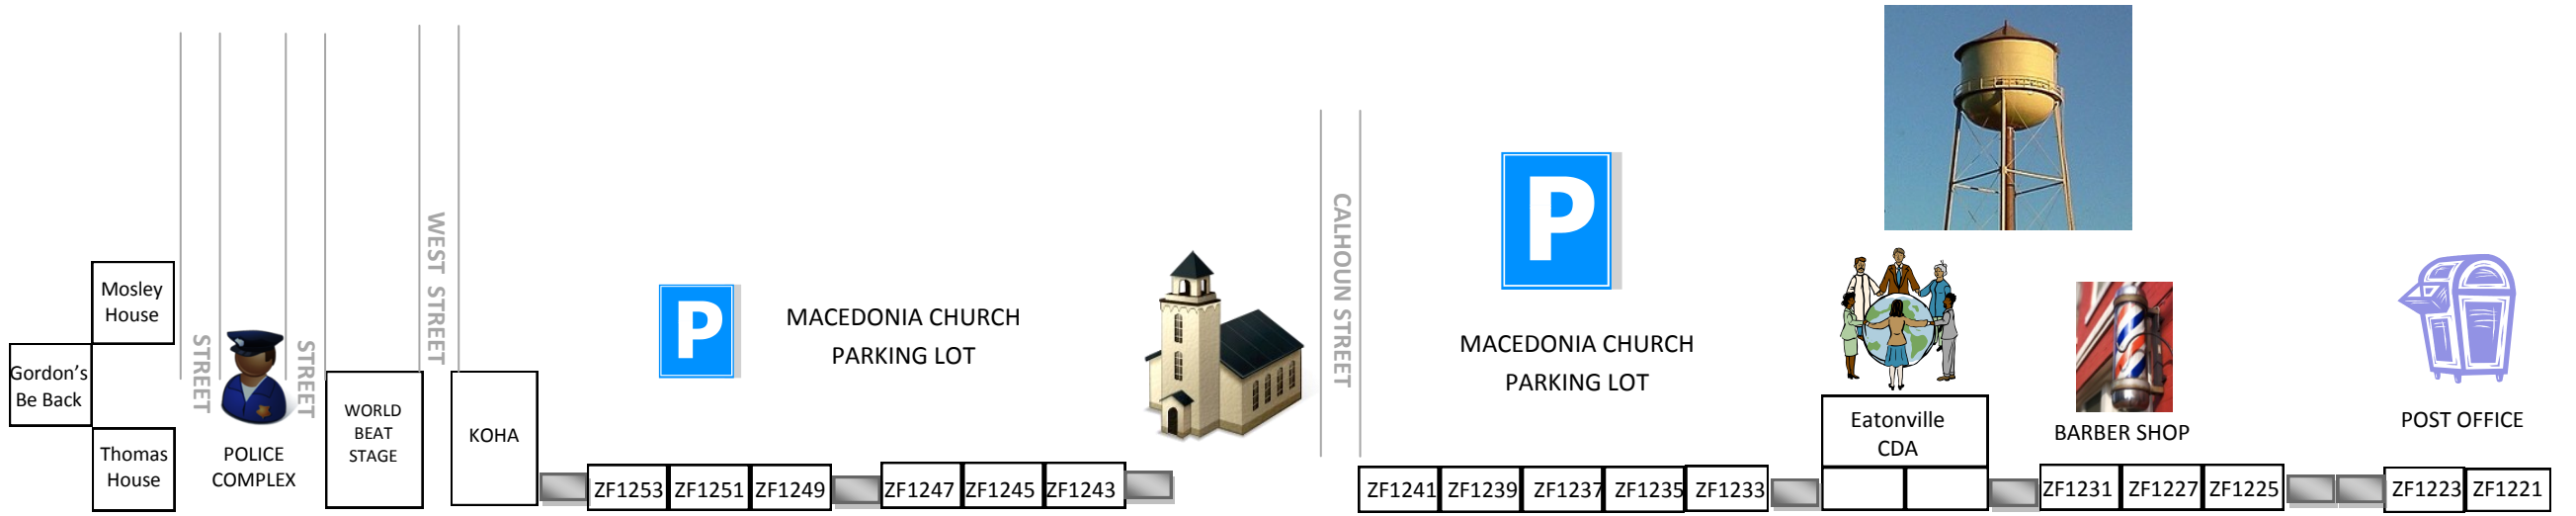 Mosley
House
Gordon's
Be Back
Thomas
House
STREET
POLICE
COMPLEX
STREET
WORLD
BEAT
STAGE
WEST STREET
KOHA
P
MACEDONIA CHURCH
PARKING LOT
ZF1253
ZF1251
ZF1249
ZF1247
ZF1245
ZF1243
CALHOUN STREET
P
MACEDONIA CHURCH
PARKING LOT
ZF1241
ZF1239
ZF1237
ZF1235
ZF1233
Eatonville
CDA
BARBER SHOP
ZF1231
ZF1227
ZF1225
POST OFFICE
ZF1223
ZF1221